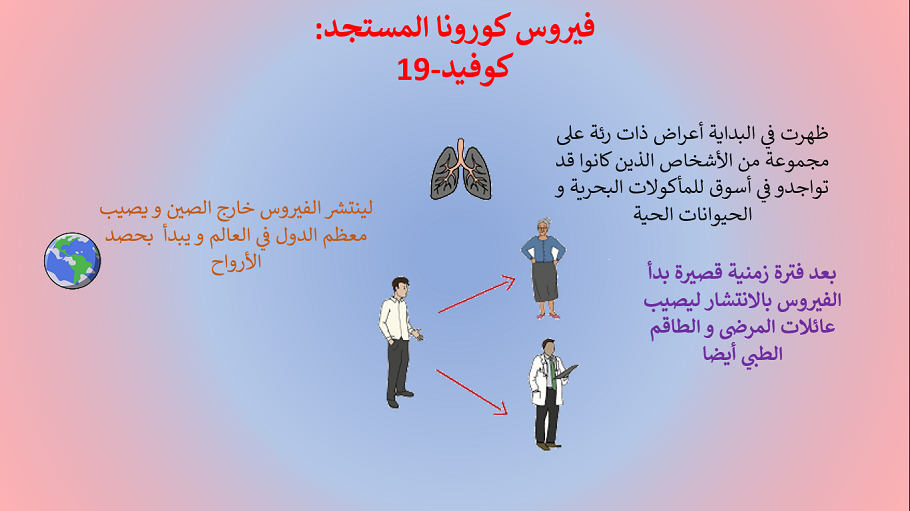 فيروس كورونا المستجد:
كوفيد-19
ظهرت في البداية أعراض ذات رئة على
مجموعة من الأشخاص الذين كانوا قد
تواجدو في أسوق للمأكولات البحرية و
الحيوانات الحية
بعد فترة زمنية قصيرة بدأ
الفيروس بالانتشار ليصيب
عائلات المرضى و الطاقم
الطبي أيضا
لينتشر الفيروس خارج الصين و يصيب
معظم الدول في العالم و يبدأ بحصد
الأرواح